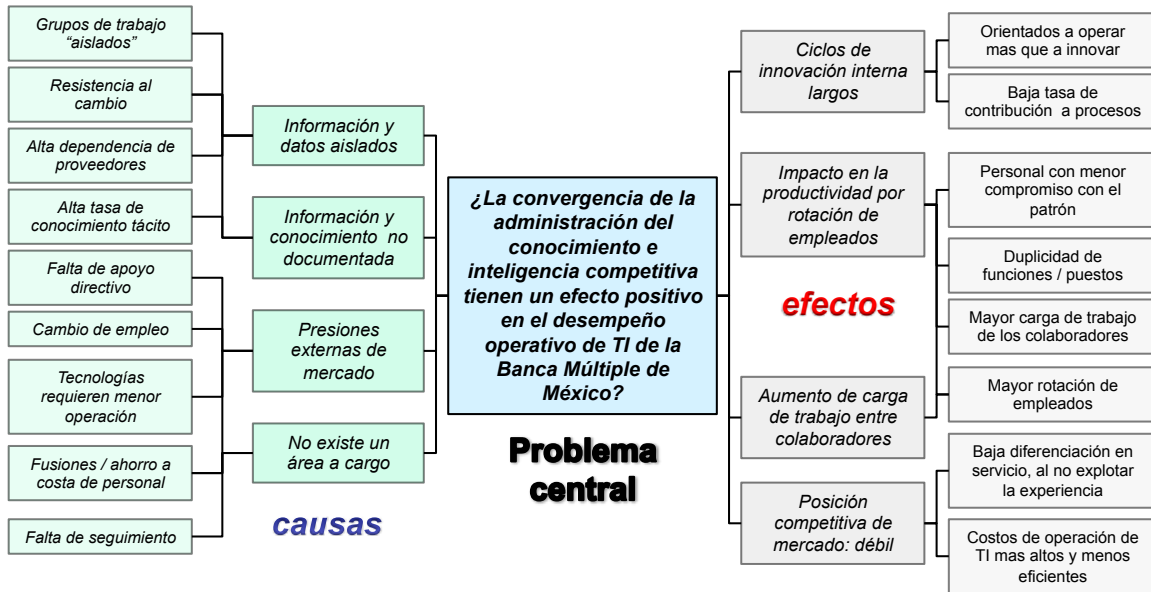 Grupos de trabajo
“aislados”
Resistencia al
cambio
Alta dependencia de
proveedores
Alta tasa de
conocimiento tácito
Falta de apoyo
directivo
Cambio de empleo
Tecnologías
requieren menor
operación
Fusiones / ahorro a
costa de personal
Falta de seguimiento
Información y
datos aislados
Información y
conocimiento no
documentada
Presiones
externas de
mercado
No existe un
área a cargo
causas
¿La convergencia de la
administración del
conocimiento e
inteligencia competitiva
tienen un efecto positivo
en el desempeño
operativo de TI de la
Banca Múltiple de
México?
Problema
central
Ciclos de
innovación interna
largos
Impacto en la
productividad por
rotación de
empleados
efectos
Aumento de carga
de trabajo entre
colaboradores
Posición
competitiva de
mercado: débil
Orientados a operar
mas que a innovar
Baja tasa de
contribución a procesos
Personal con menor
compromiso con el
patrón
Duplicidad de
funciones / puestos
Mayor carga de trabajo
de los colaboradores
Mayor rotación de
empleados
Baja diferenciación en
servicio, al no explotar
la experiencia
Costos de operación de
TI mas altos y menos
eficientes